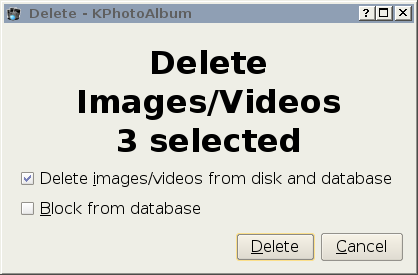 Delete - KPhotoAlbum
Delete
Images/Videos
3 selected
Delete images/videos from disk and database
Block from database
Delete
Cancel